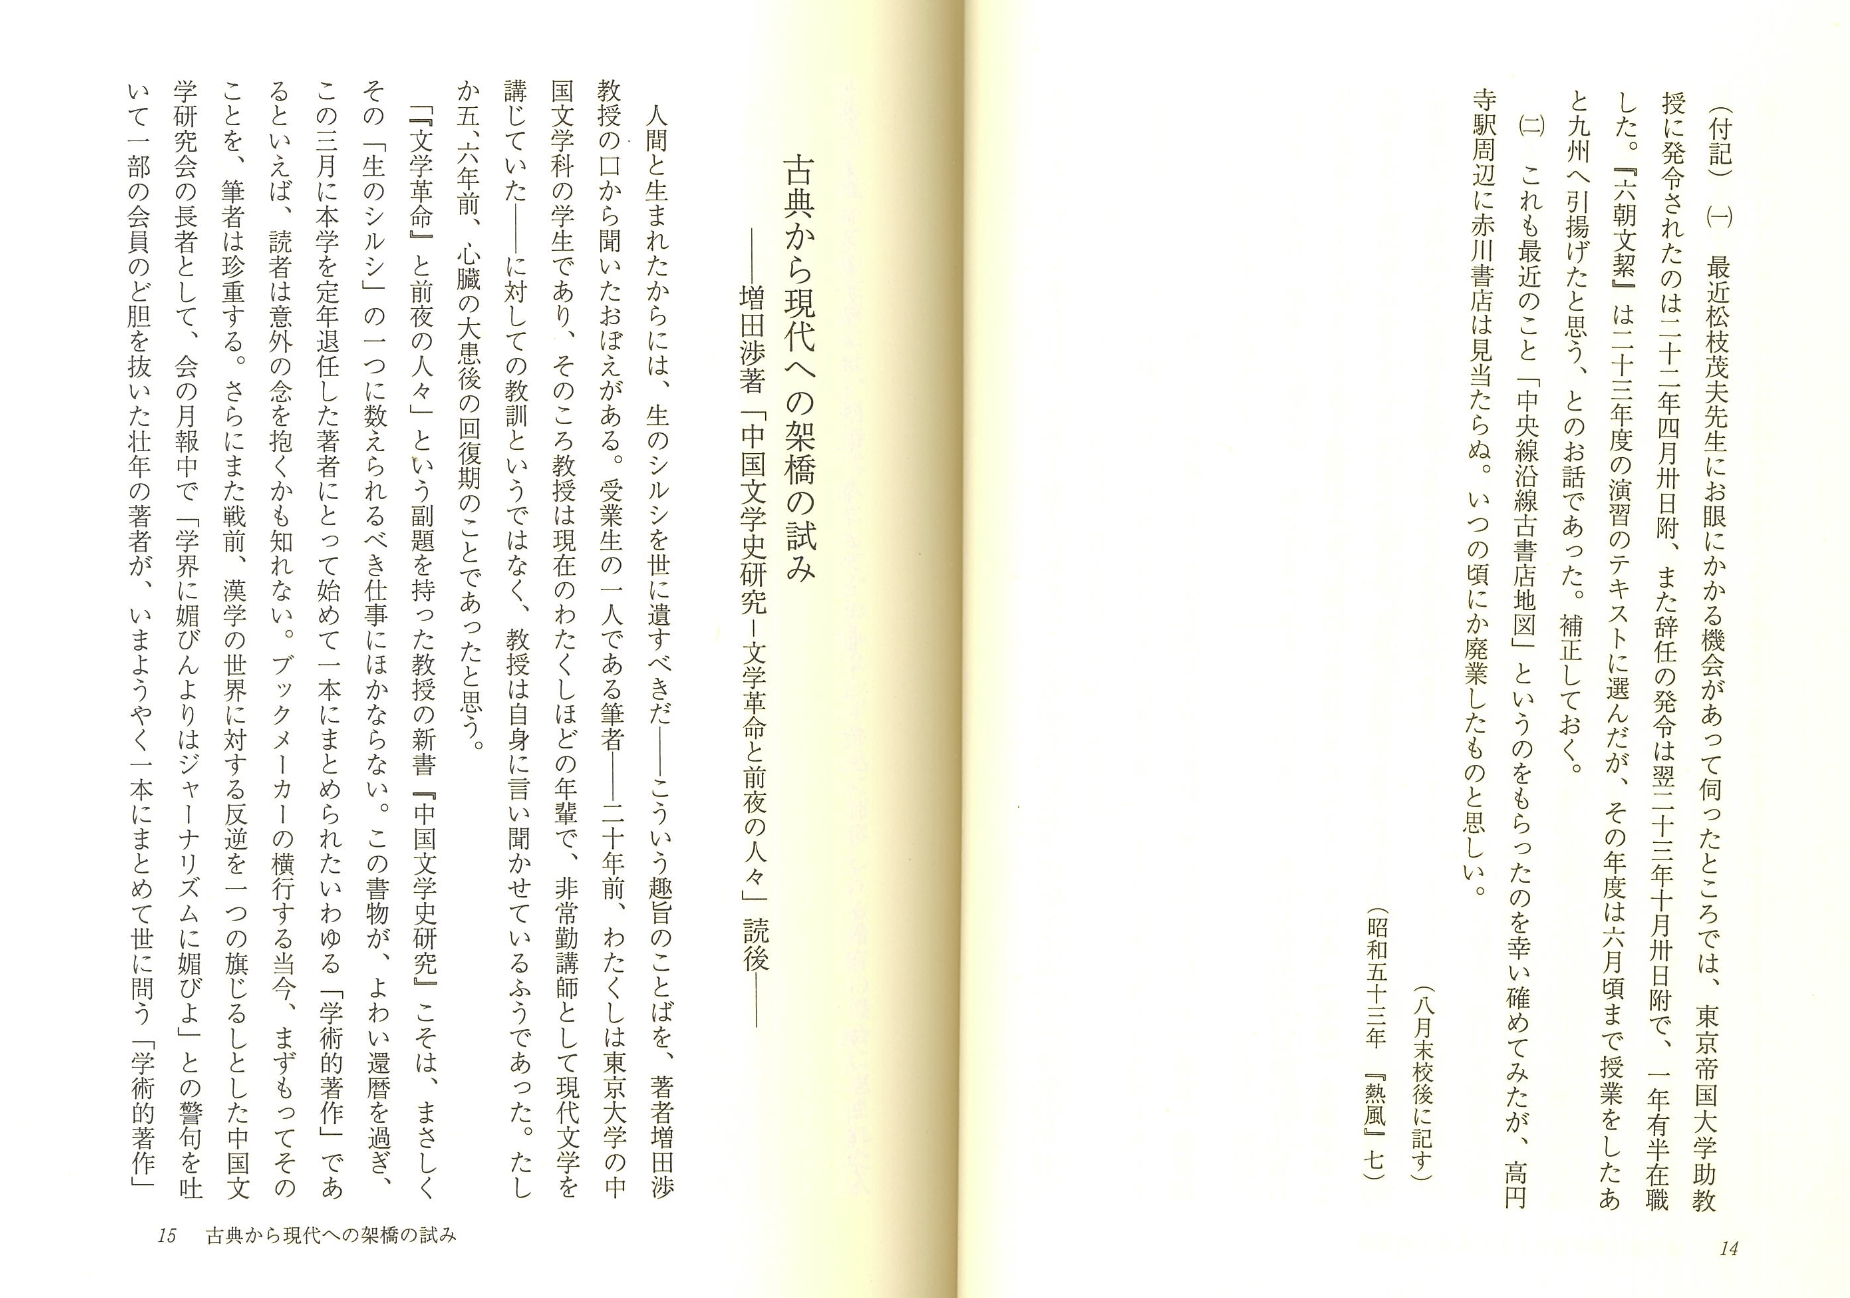 （付記）　㈠　最近松枝茂夫先生にお眼にかかる機会があって伺ったところでは、東京帝国大学助教
授に発令されたのは二十二年四月卅日附、また辞任の発令は翌二十三年十月卅日附で、一年有半在職
した。『六朝文絜』は二十三年度の演習のテキストに選んだが、その年度は六月頃まで授業をしたあ
と九州へ引揚げたと思う、とのお話であった。補正しておく。
㈡　これも最近のこと「中央線沿線古書店地図」というのをもらったのを幸い確めてみたが、高円
寺駅周辺に赤川書店は見当たらぬ。いつの頃にか廃業したものと思しい。
（八月末校後に記す）
（昭和五十三年　『熱風』七）
14
古典から現代への架橋の試み
――増田渉著「中国文学史研究－文学革命と前夜の人々」読後――
人間と生まれたからには、生のシルシを世に遺すべきだ――こういう趣旨のことばを、著者増田渉
教授の口から聞いたおぼえがある。受業生の一人である筆者――二十年前、わたくしは東京大学の中
国文学科の学生であり、そのころ教授は現在のわたくしほどの年輩で、非常勤講師として現代文学を
講じていた――に対しての教訓というではなく、教授は自身に言い聞かせているふうであった。たし
か五、六年前、心臓の大患後の回復期のことであったと思う。
「『文学革命』と前夜の人々」という副題を持った教授の新書『中国文学史研究』こそは、まさしく
その「生のシルシ」の一つに数えられるべき仕事にほかならない。この書物が、よわい還暦を過ぎ、
この三月に本学を定年退任した著者にとって始めて一本にまとめられたいわゆる「学術的著作」であ
るといえば、読者は意外の念を抱くかも知れない。ブックメーカーの横行する当今、まずもってその
ことを、筆者は珍重する。さらにまた戦前、漢学の世界に対する反逆を一つの旗じるしとした中国文
学研究会の長者として、会の月報中で「学界に媚びんよりはジャーナリズムに媚びよ」との警句を吐
いて一部の会員のど胆を抜いた壮年の著者が、いまようやく一本にまとめて世に問う「学術的著作」
15　古典から現代への架橋の試み